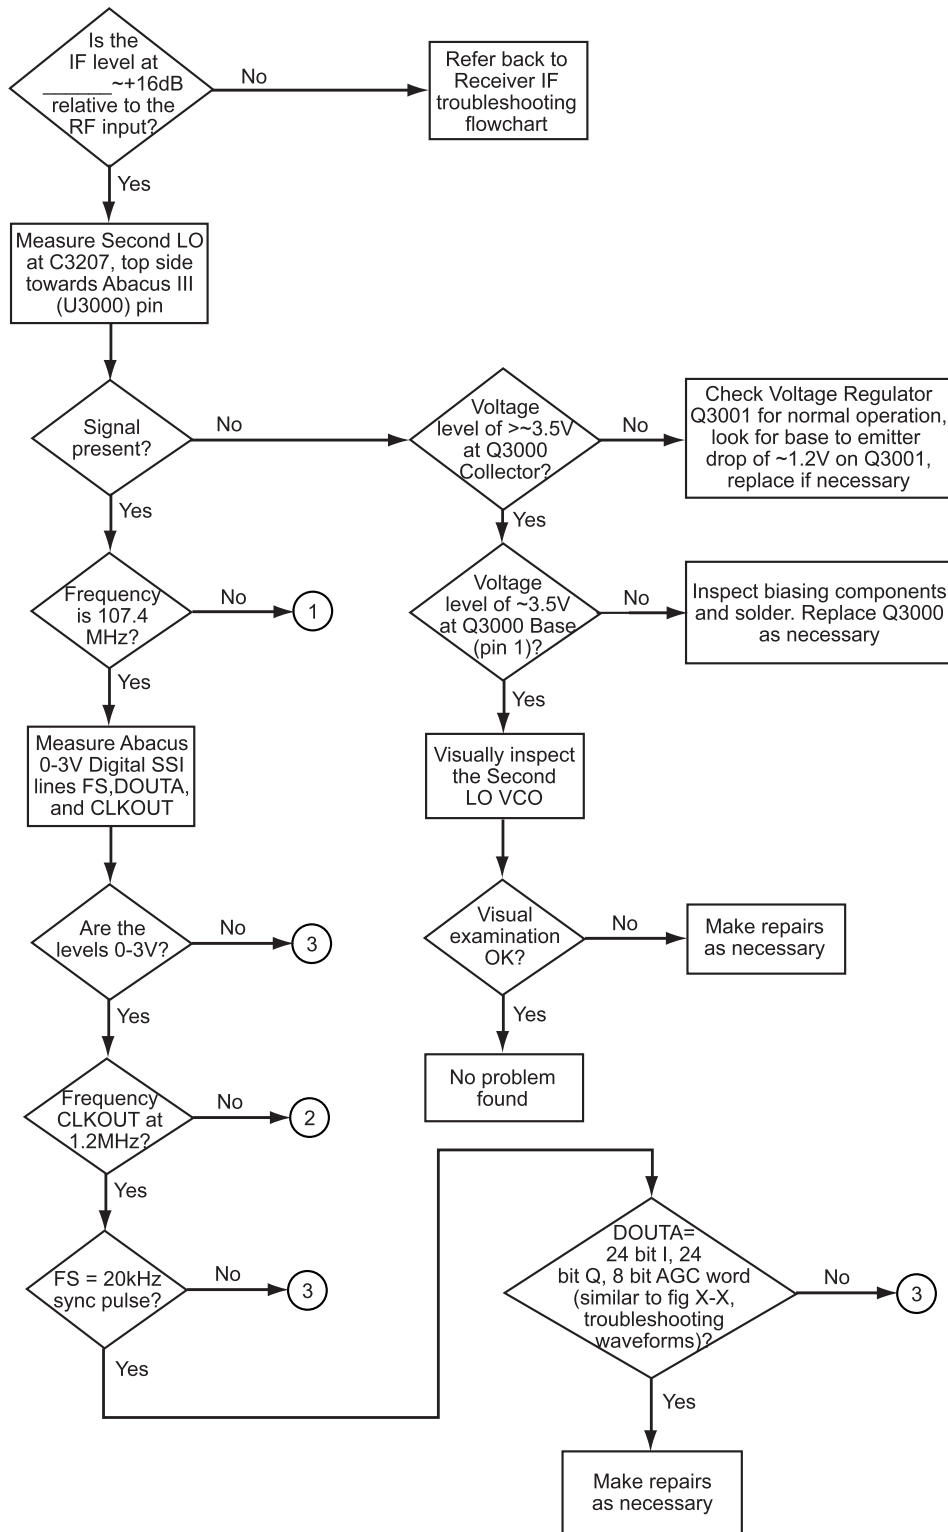 Is the
IF level at
______~+16dB
relative to the
RF input?
No
Refer back to
Receiver IF
troubleshooting
flowchart
Yes
Measure Second LO
at C3207, top side
towards Abacus III
(U3000) pin
Signal
present?
No
Voltage
level of >~3.5V
at Q3000
Collector?
No
Check Voltage Regulator
Q3001 for normal operation,
look for base to emitter
drop of ~1.2V on Q3001,
replace if necessary
Yes
Yes
Frequency
is 107.4
MHz?
No
1
Voltage
level of ~3.5V
at Q3000 Base
(pin 1)?
No
Inspect biasing components
and solder. Replace Q3000
as necessary
Yes
Yes
Measure Abacus
0-3V Digital SSI
lines FS,DOUTA,
and CLKOUT
Visually inspect
the Second
LO VCO
Are the
levels 0-3V?
No
3
Visual
examination
OK?
No
Make repairs
as necessary
Yes
Yes
No problem
found
Frequency
CLKOUT at
1.2MHz?
No
2
Yes
FS = 20kHz
sync pulse?
No
3
Yes
DOUTA=
24 bit I, 24
bit Q, 8 bit AGC word
(similar to fig X-X,
troubleshooting
waveforms)?
No
3
Yes
Make repairs
as necessary